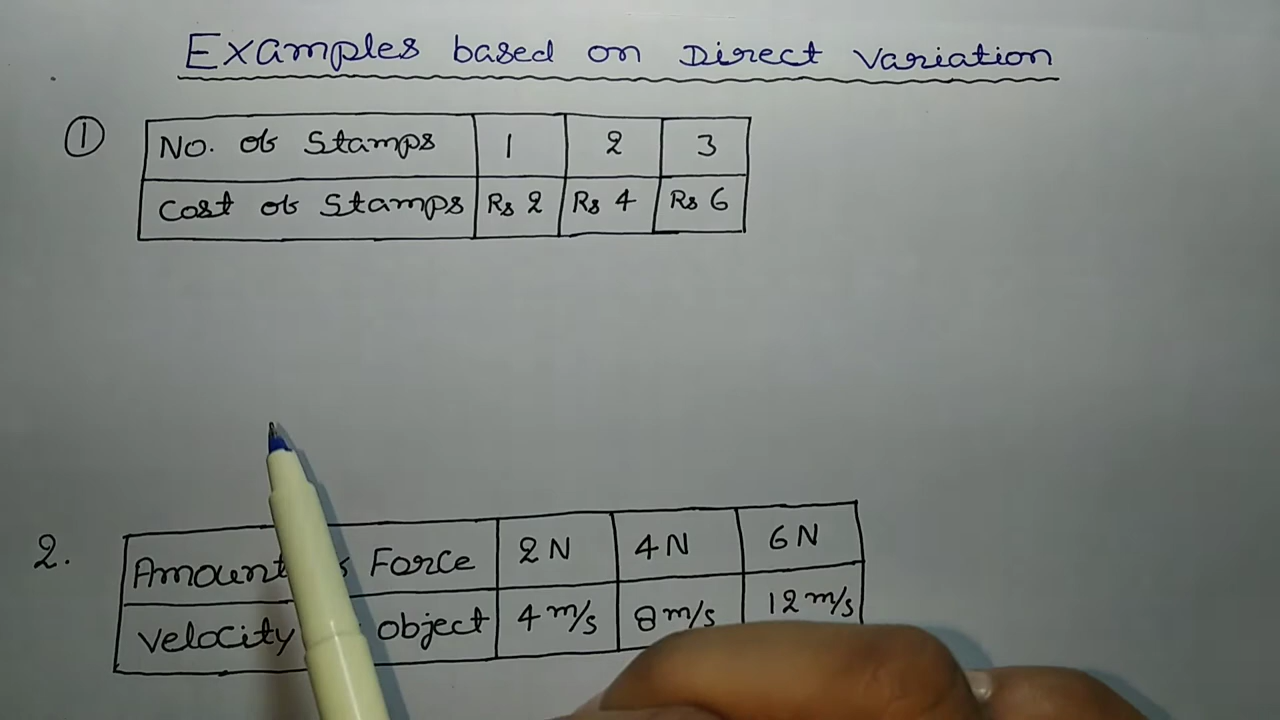 Examples based on Direct Variation
① No. of Stamps 1 2 3
Cost of Stamps Rs 2 Rs 4 Rs 6
2. Amount Force 2N 4N 6N
Velocity object 4 m/s 8 m/s 12 m/s